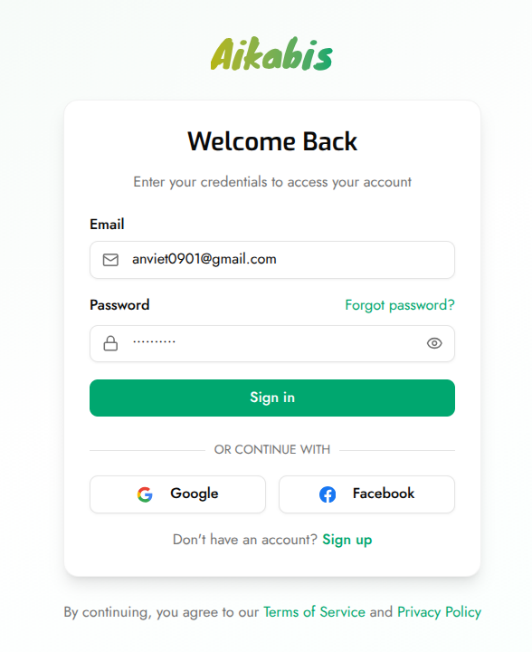 Aikabis
Welcome Back
Enter your credentials to access your account
Email
anviet0901@gmail.com
Password Forgot password?
··········
Sign in
OR CONTINUE WITH
Google Facebook
Don't have an account? Sign up
By continuing, you agree to our Terms of Service and Privacy Policy